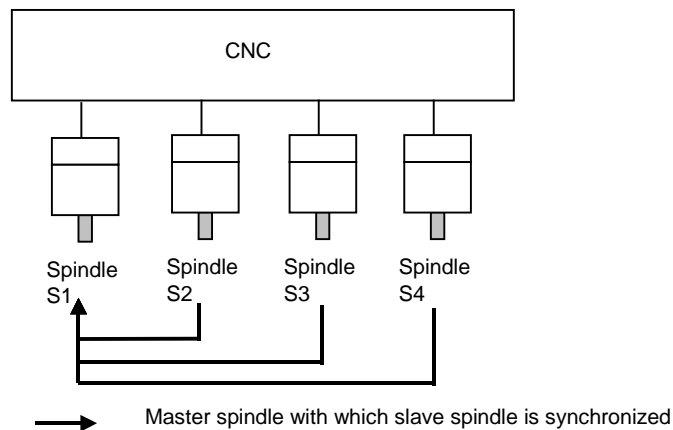 CNC
Spindle
S1
Spindle
S2
Spindle
S3
Spindle
S4
Master spindle with which slave spindle is synchronized